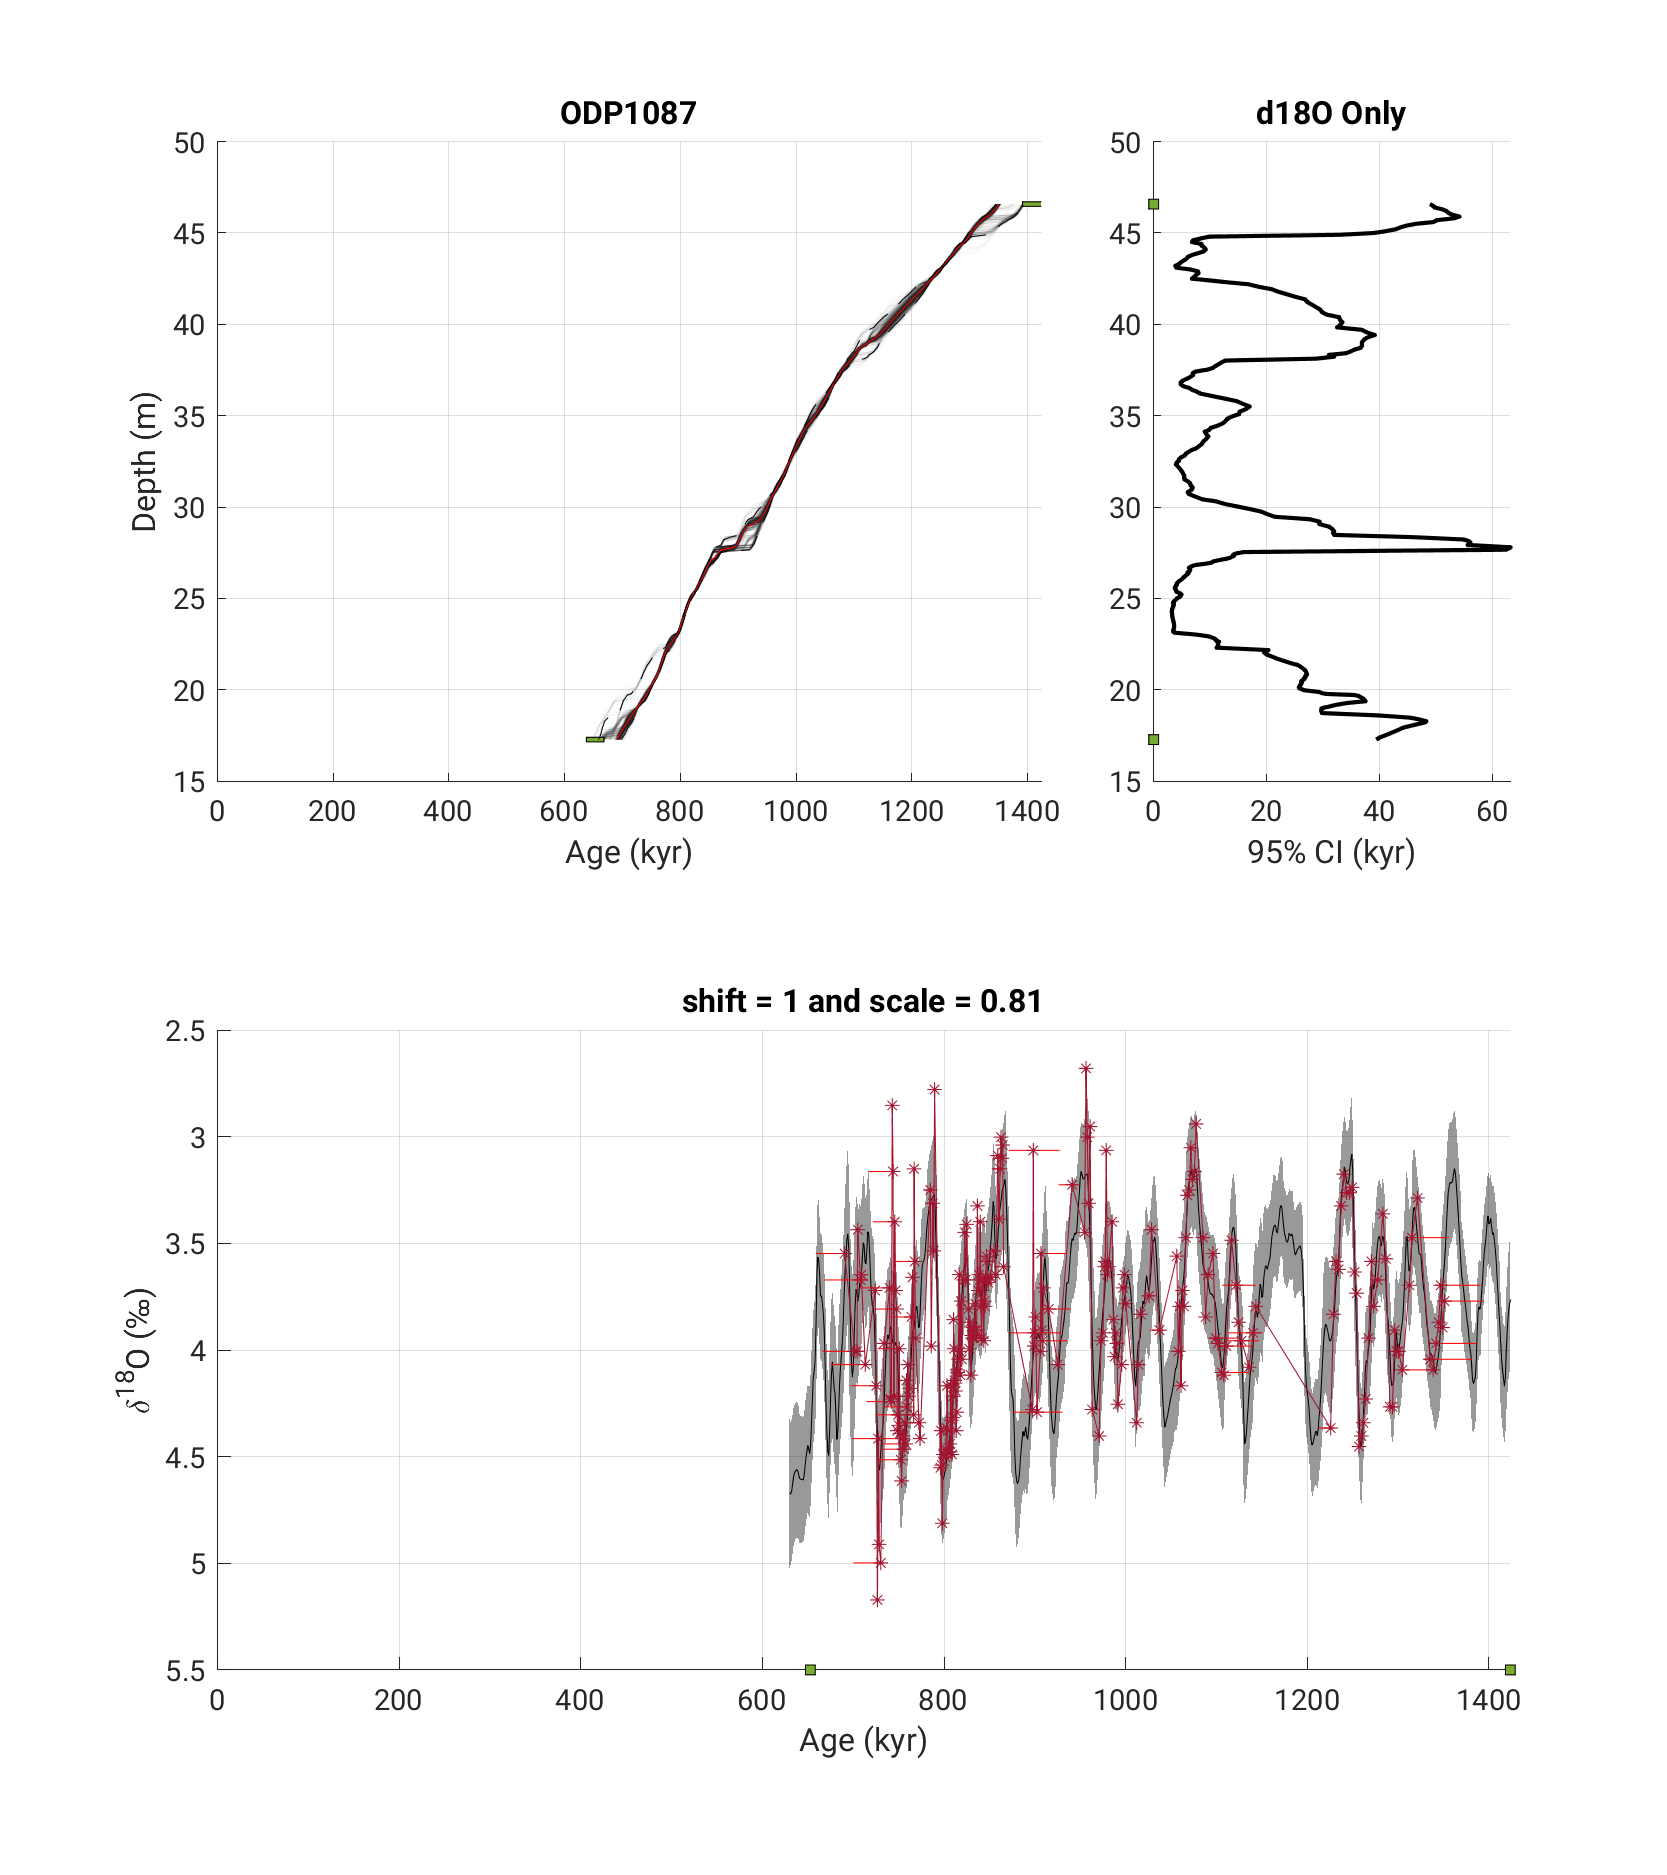 ODP1087
d18O Only
50
45
40
35
30
25
20
15
Depth (m)
0 200 400 600 800 1000 1200 1400
Age (kyr)
50
45
40
35
30
25
20
15
0 20 40 60
95% CI (kyr)
shift = 1 and scale = 0.81
2.5
3
3.5
4
4.5
5
5.5
δ18O (‰)
0 200 400 600 800 1000 1200 1400
Age (kyr)